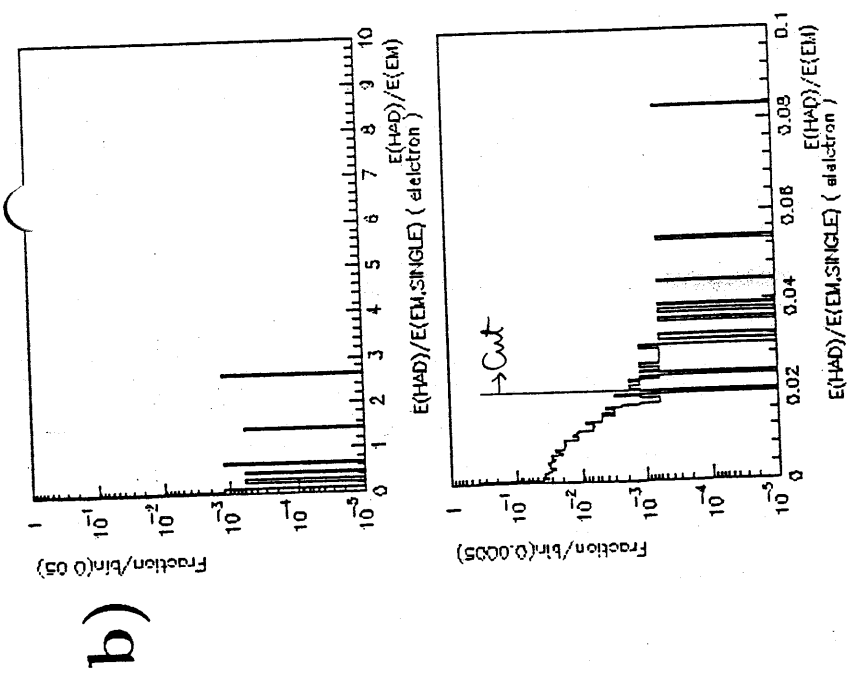 b)
Fraction/bin(0.05)
1
10⁻¹
10⁻²
10⁻³
10⁻⁴
10⁻⁵
0 1 2 3 4 5 6 7 8 9 10
E(HAD)/E(EM)
E(HAD)/E(EM,SINGLE) ( elelctron )
Fraction/bin(0.0005)
1
10⁻¹
10⁻²
10⁻³
10⁻⁴
10⁻⁵
→ Cut
0 0.02 0.04 0.06 0.08 0.1
E(HAD)/E(EM)
E(HAD)/E(EM,SINGLE) ( elelctron )